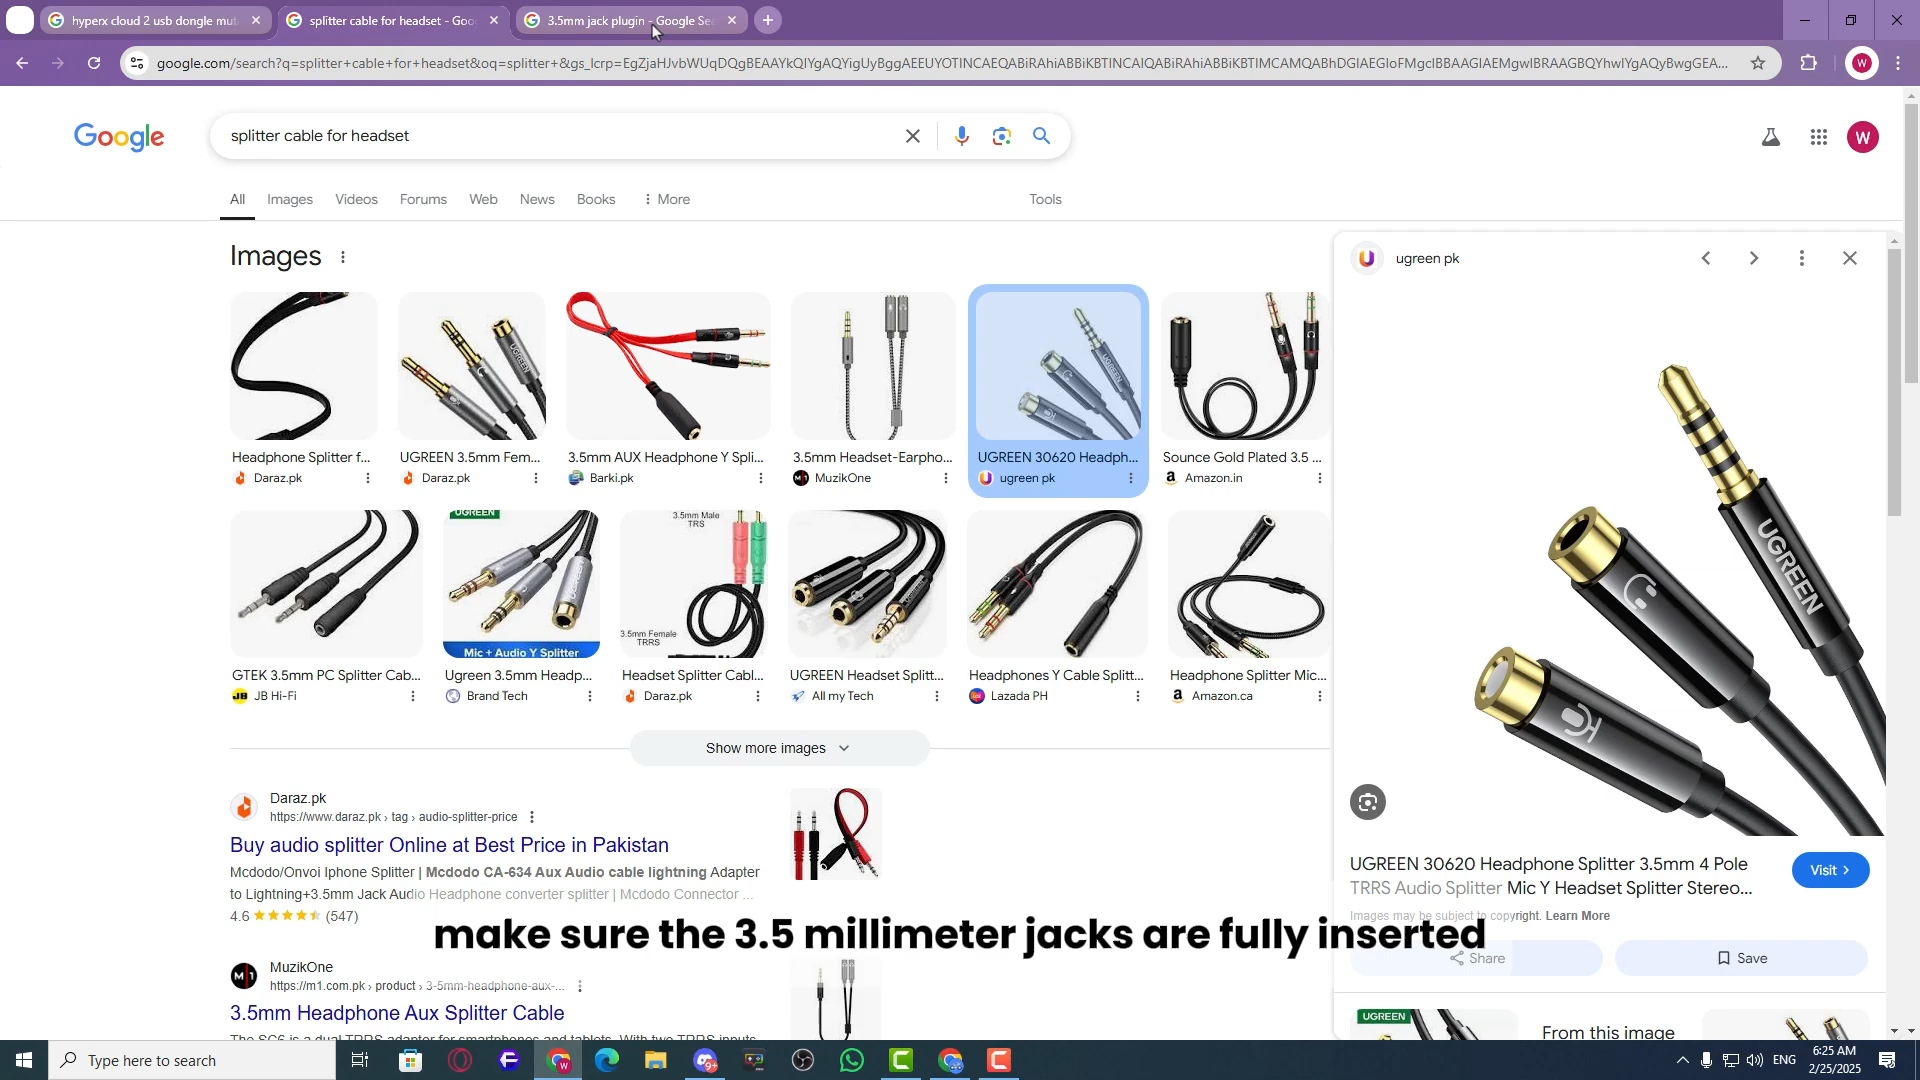 hyperx cloud 2 usb dongle mut
splitter cable for headset - Goo
3.5mm jack plugin - Google Sea
google.com/search?q=splitter+cable+for+headset&oq=splitter+&gs_lcrp=EgZjaHJvbWUqDQgBEAAYkQIYgAQYigUyBggAEEUYOTINCAEQABiRAhiABBiKBTINCAIQABiRAhiABBiKBTIMCAMQABhDGIAEGIoFMgcIBBAAGIAEMgwIBRAAGBQYhwIYgAQyBwgGEA...
W
Google
splitter cable for headset
W
All
Images
Videos
Forums
Web
News
Books
More
Tools
Images
Headphone Splitter f...
Daraz.pk
UGREEN 3.5mm Fem...
Daraz.pk
3.5mm AUX Headphone Y Spli...
Barki.pk
3.5mm Headset-Earpho...
MuzikOne
UGREEN 30620 Headph...
ugreen pk
Sounce Gold Plated 3.5 ...
Amazon.in
UGREEN
Mic + Audio Y Splitter
3.5mm Male
TRS
3.5mm Female
TRRS
GTEK 3.5mm PC Splitter Cab...
JB Hi-Fi
Ugreen 3.5mm Headp...
Brand Tech
Headset Splitter Cabl...
Daraz.pk
UGREEN Headset Splitt...
All my Tech
Headphones Y Cable Splitt...
Lazada PH
Headphone Splitter Mic...
Amazon.ca
Show more images
Daraz.pk
https://www.daraz.pk › tag › audio-splitter-price
Buy audio splitter Online at Best Price in Pakistan
Mcdodo/Onvoi Iphone Splitter | Mcdodo CA-634 Aux Audio cable lightning Adapter
to Lightning+3.5mm Jack Audio Headphone converter splitter | Mcdodo Connector ...
4.6 (547)
MuzikOne
https://m1.com.pk › product › 3-5mm-headphone-aux-...
3.5mm Headphone Aux Splitter Cable
ugreen pk
UGREEN
UGREEN 30620 Headphone Splitter 3.5mm 4 Pole
TRRS Audio Splitter Mic Y Headset Splitter Stereo...
Visit
Images may be subject to copyright. Learn More
Share
Save
UGREEN
From this image
make sure the 3.5 millimeter jacks are fully inserted
Type here to search
9+
ENG
6:25 AM
2/25/2025